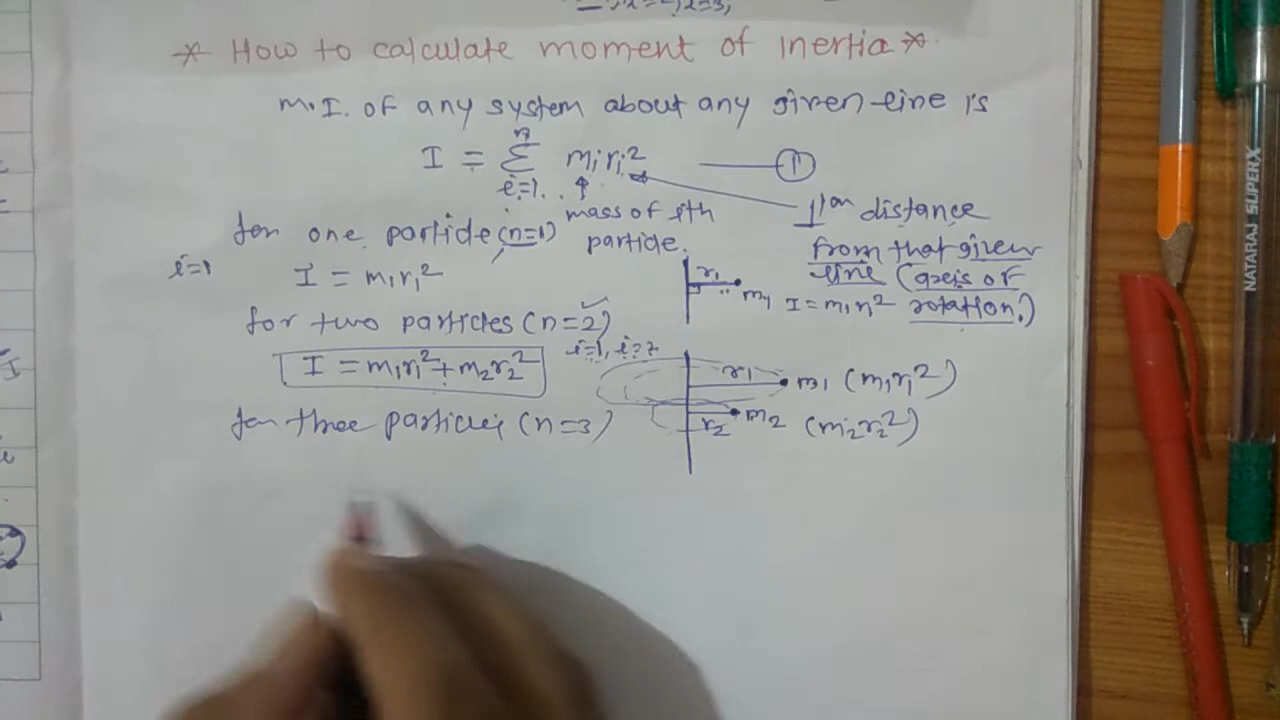 * How to calculate moment of Inertia *
M.I. of any system about any given line is
I = Σ mᵢrᵢ² — ①
n
i=1
mass of ith
particle.
⊥lar distance
from that given
line (axis of
rotation.)
for one particle (n=1)
i=1
I = m₁r₁²
r₁
m₁ I = m₁r₁²
for two particles (n=2)
i=1, i=2
I = m₁r₁² + m₂r₂²
r₁ m₁ (m₁r₁²)
r₂ m₂ (m₂r₂²)
for three particles (n=3)
NATARAJ SUPERX